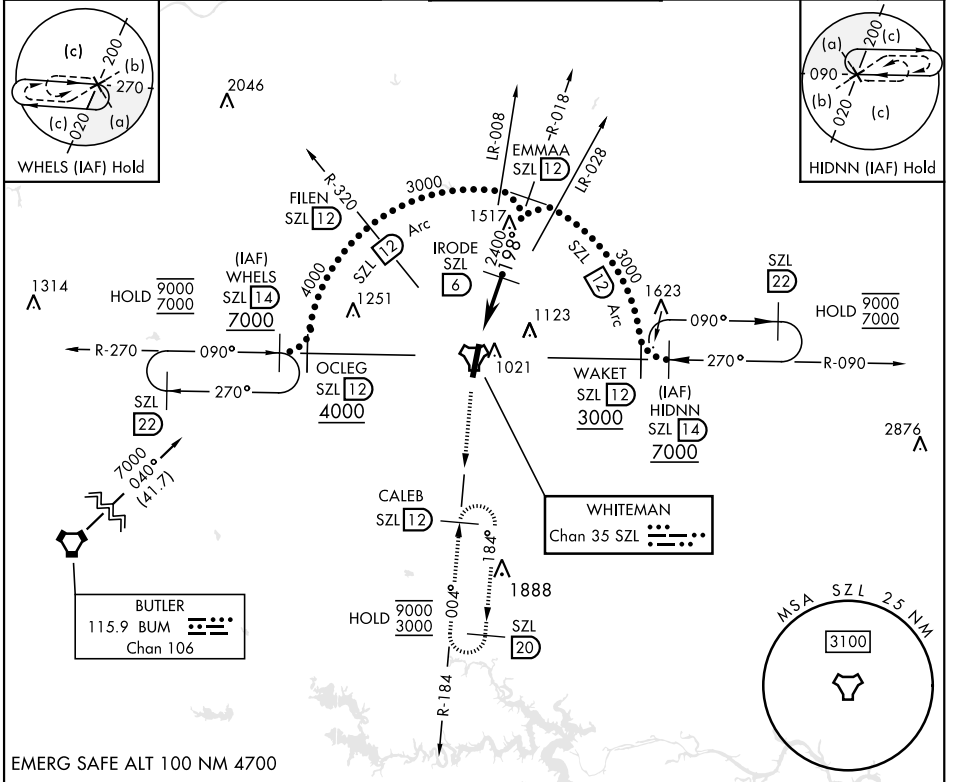 (c)
200
(b)
270
(a)
(c)
020
WHELS (IAF) Hold
(a)
200
(c)
090
(b)
(c)
020
HIDNN (IAF) Hold
2046
LR-008
R-018
EMMAA
SZL 12
LR-028
R-320
3000
FILEN
SZL 12
1517
SZL 12 Arc
IRODE
SZL
6
2400
198°
SZL 12 Arc
3000
4000
(IAF)
WHELS
SZL 14
7000
HOLD 9000
7000
1314
1251
1123
1623
SZL
22
HOLD 9000
7000
090°
R-270
090°
270°
1021
270°
R-090
SZL
22
OCLEG
SZL 12
4000
WAKET
SZL 12
3000
(IAF)
HIDNN
SZL 14
7000
2876
7000
040°
(41.7)
CALEB
SZL 12
WHITEMAN
Chan 35 SZL
184°
004°
1888
HOLD 9000
3000
SZL
20
R-184
BUTLER
115.9 BUM
Chan 106
MSA SZL 25 NM
3100
EMERG SAFE ALT 100 NM 4700